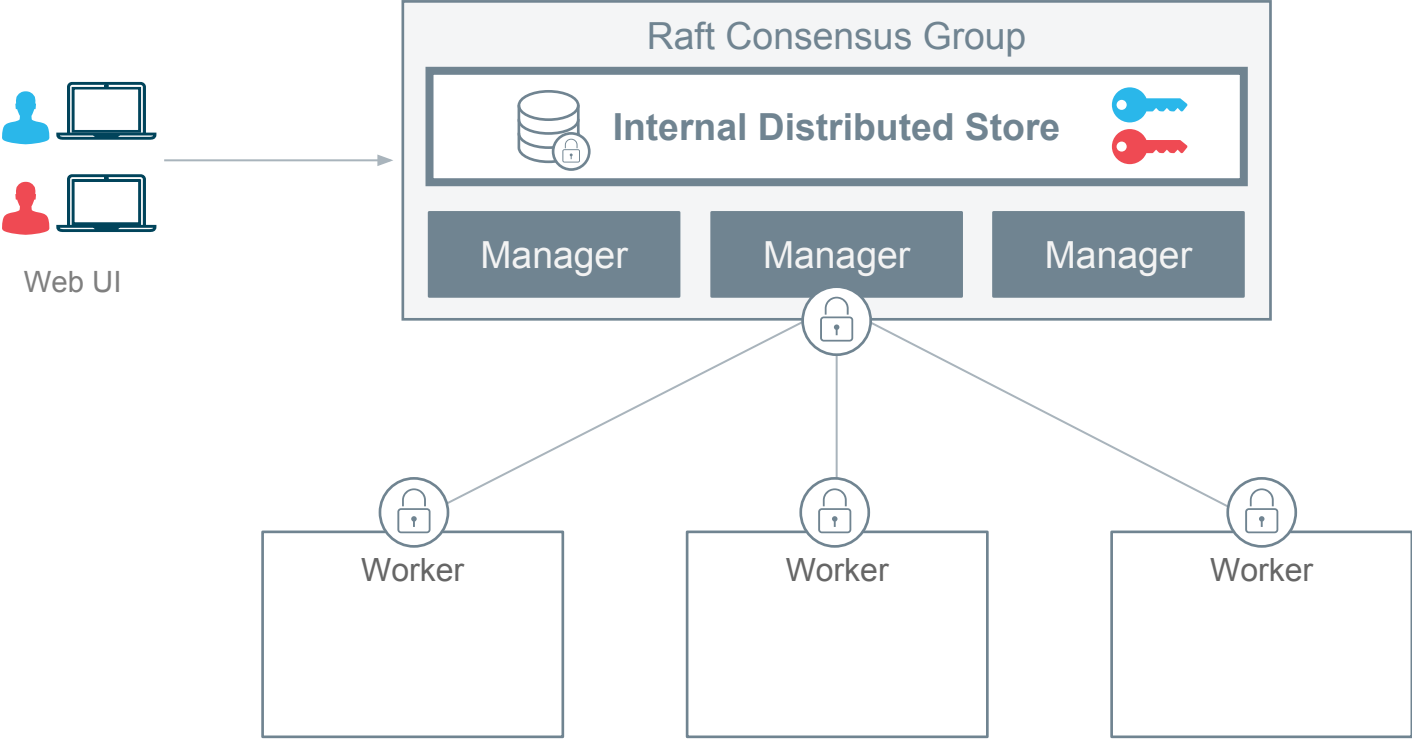 Raft Consensus Group
Internal Distributed Store
Manager
Manager
Manager
Web UI
Worker
Worker
Worker